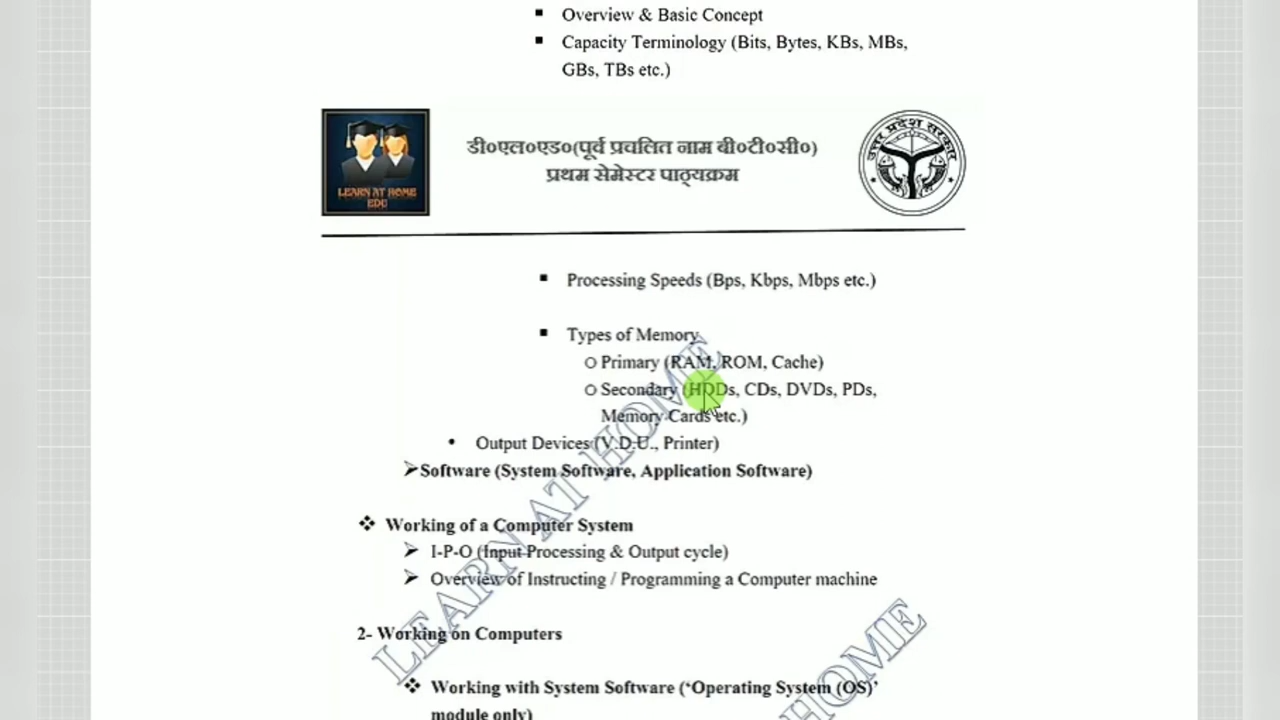 ▪ Overview & Basic Concept
▪ Capacity Terminology (Bits, Bytes, KBs, MBs,
GBs, TBs etc.)
LEARN AT HOME
EDU
डी०एल०एड०(पूर्व प्रचलित नाम बी०टी०सी०)
प्रथम सेमेस्टर पाठ्यक्रम
उत्तर प्रदेश सरकार
▪ Processing Speeds (Bps, Kbps, Mbps etc.)
▪ Types of Memory
o Primary (RAM, ROM, Cache)
o Secondary (HDDs, CDs, DVDs, PDs,
Memory Cards etc.)
• Output Devices (V.D.U., Printer)
➢Software (System Software, Application Software)
❖ Working of a Computer System
➢ I-P-O (Input Processing & Output cycle)
➢ Overview of Instructing / Programming a Computer machine
2- Working on Computers
❖ Working with System Software (‘Operating System (OS)’
module only)
LEARN AT HOME
HOME